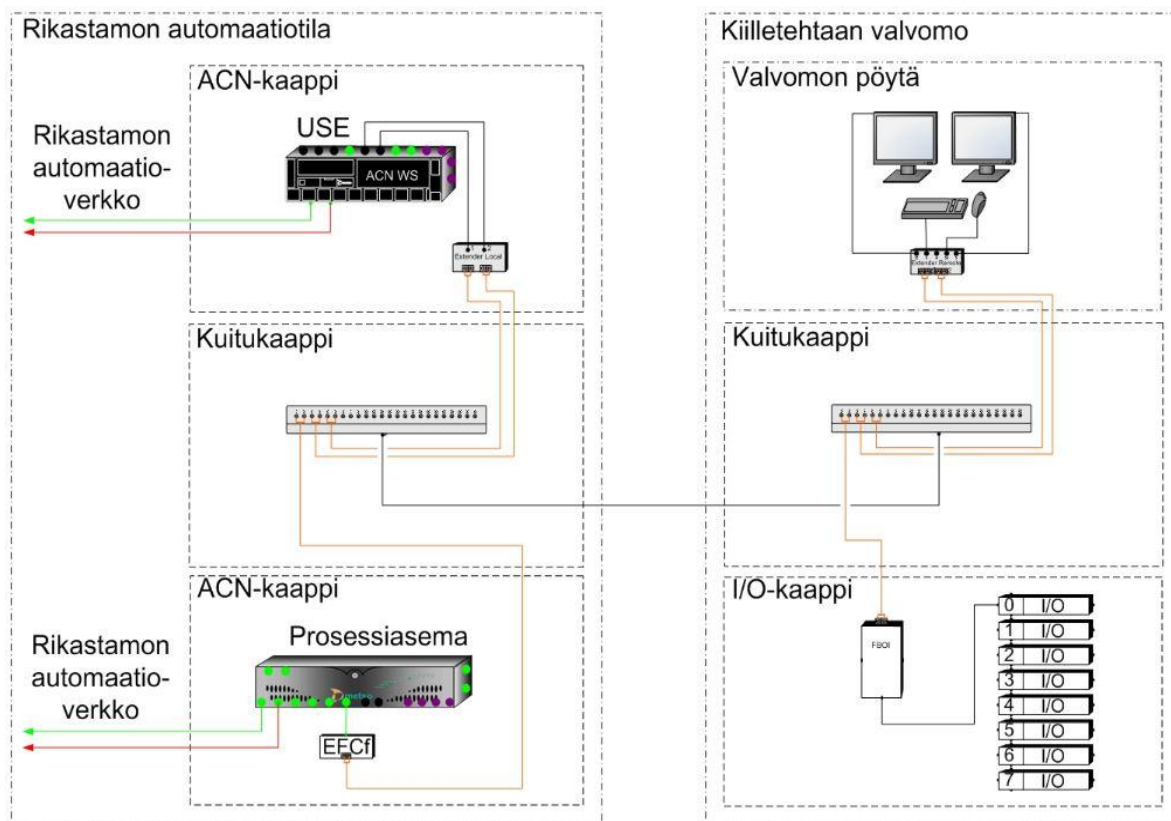 Rikastamon automaatiotila
ACN-kaappi
USE
ACN WS
Rikastamon
automaatio-
verkko
1 2
Extender Local
Kuitukaappi
ACN-kaappi
Prosessiasema
metso
Rikastamon
automaatio-
verkko
EFCf
Kiilletehtaan valvomo
Valvomon pöytä
Extender Remote
Kuitukaappi
I/O-kaappi
FBOI
0 I/O
1 I/O
2 I/O
3 I/O
4 I/O
5 I/O
6 I/O
7 I/O